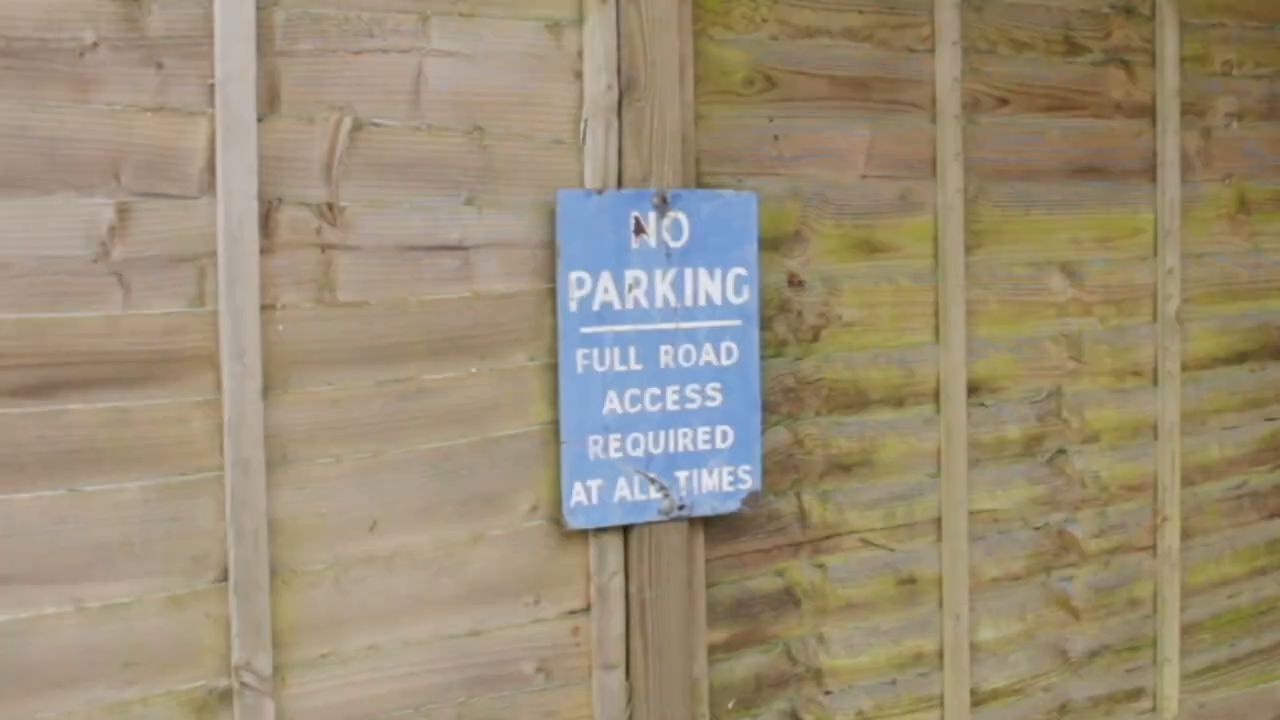 NO
PARKING
FULL ROAD
ACCESS
REQUIRED
AT ALL TIMES